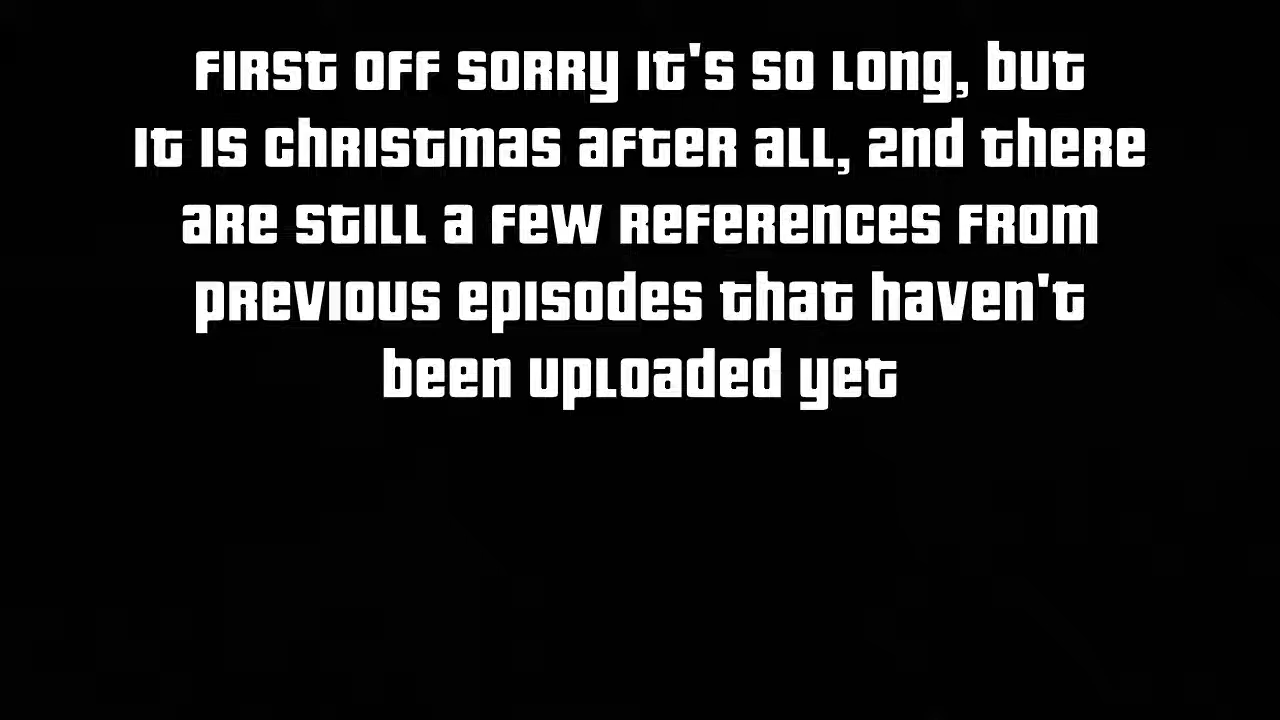 First off sorry it's so long, but
it is Christmas after all, 2nd there
are still a few references from
previous episodes that haven't
been uploaded yet